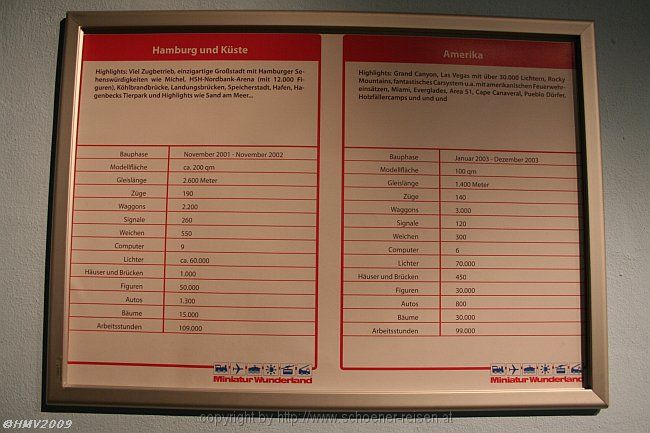 Hamburg und Küste
Highlights: Viel Zugbetrieb, einzigartige Großstadt mit Hamburger Se-
henswürdigkeiten wie Michel, HSH-Nordbank-Arena (mit 12.000 Fi-
guren), Köhlbrandbrücke, Landungsbrücken, Speicherstadt, Hafen, Ha-
genbecks Tierpark und Highlights wie Sand am Meer...
Bauphase November 2001 - November 2002
Modellfläche ca. 200 qm
Gleislänge 2.600 Meter
Züge 190
Waggons 2.200
Signale 260
Weichen 550
Computer 9
Lichter ca. 60.000
Häuser und Brücken 1.000
Figuren 50.000
Autos 1.300
Bäume 15.000
Arbeitsstunden 109.000
Miniatur Wunderland
Amerika
Highlights: Grand Canyon, Las Vegas mit über 30.000 Lichtern, Rocky
Mountains, fantastisches Carsystem u.a. mit amerikanischen Feuerwehr-
einsätzen, Miami, Everglades, Area 51, Cape Canaveral, Pueblo Dörfer,
Holzfällercamps und und und
Bauphase Januar 2003 - Dezember 2003
Modellfläche 100 qm
Gleislänge 1.400 Meter
Züge 140
Waggons 3.000
Signale 120
Weichen 300
Computer 6
Lichter 70.000
Häuser und Brücken 450
Figuren 30.000
Autos 800
Bäume 30.000
Arbeitsstunden 99.000
Miniatur Wunderland
copyright by http://www.schoener-reisen.at
©HMV2009